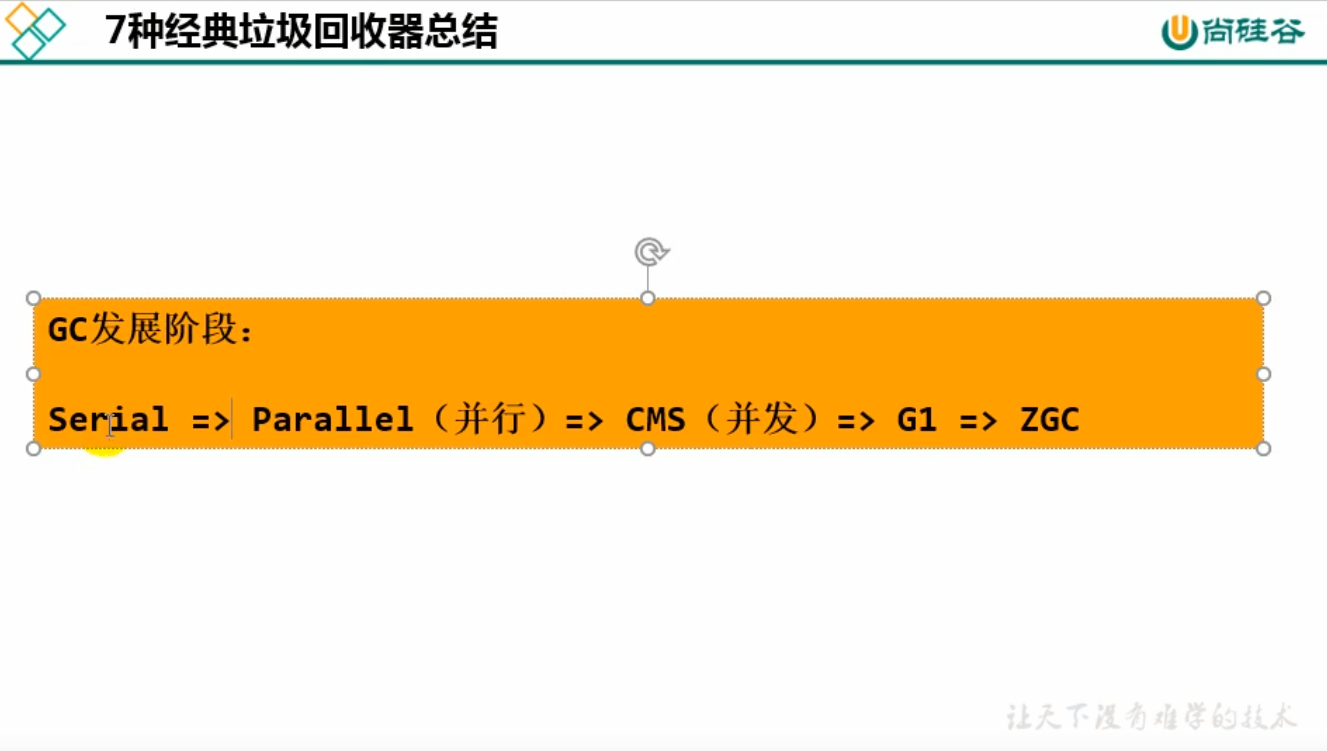 7种经典垃圾回收器总结
尚硅谷
GC发展阶段：
Serial => Parallel（并行）=> CMS（并发）=> G1 => ZGC
让天下没有难学的技术